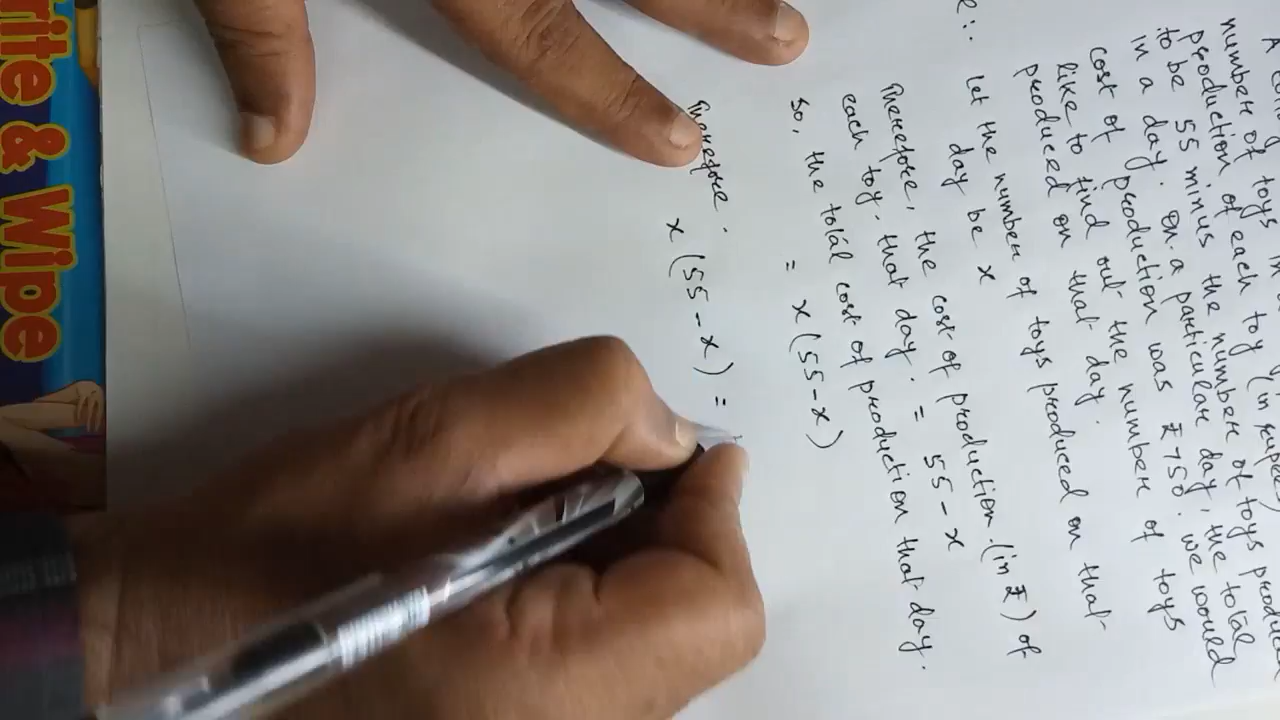 number of toys in
production of each toy (in rupees)
to be 55 minus the number of toys produced
in a day. On a particular day, the total
cost of production was ₹750. we would
like to find out the number of toys
produced on that day.
Let the number of toys produced on that
day be x
Therefore, the cost of production (in ₹) of
each toy that day. = 55 - x
so, the total cost of production that day.
= x (55 - x)
Therefore.
x (55 - x) =
rite & Wipe